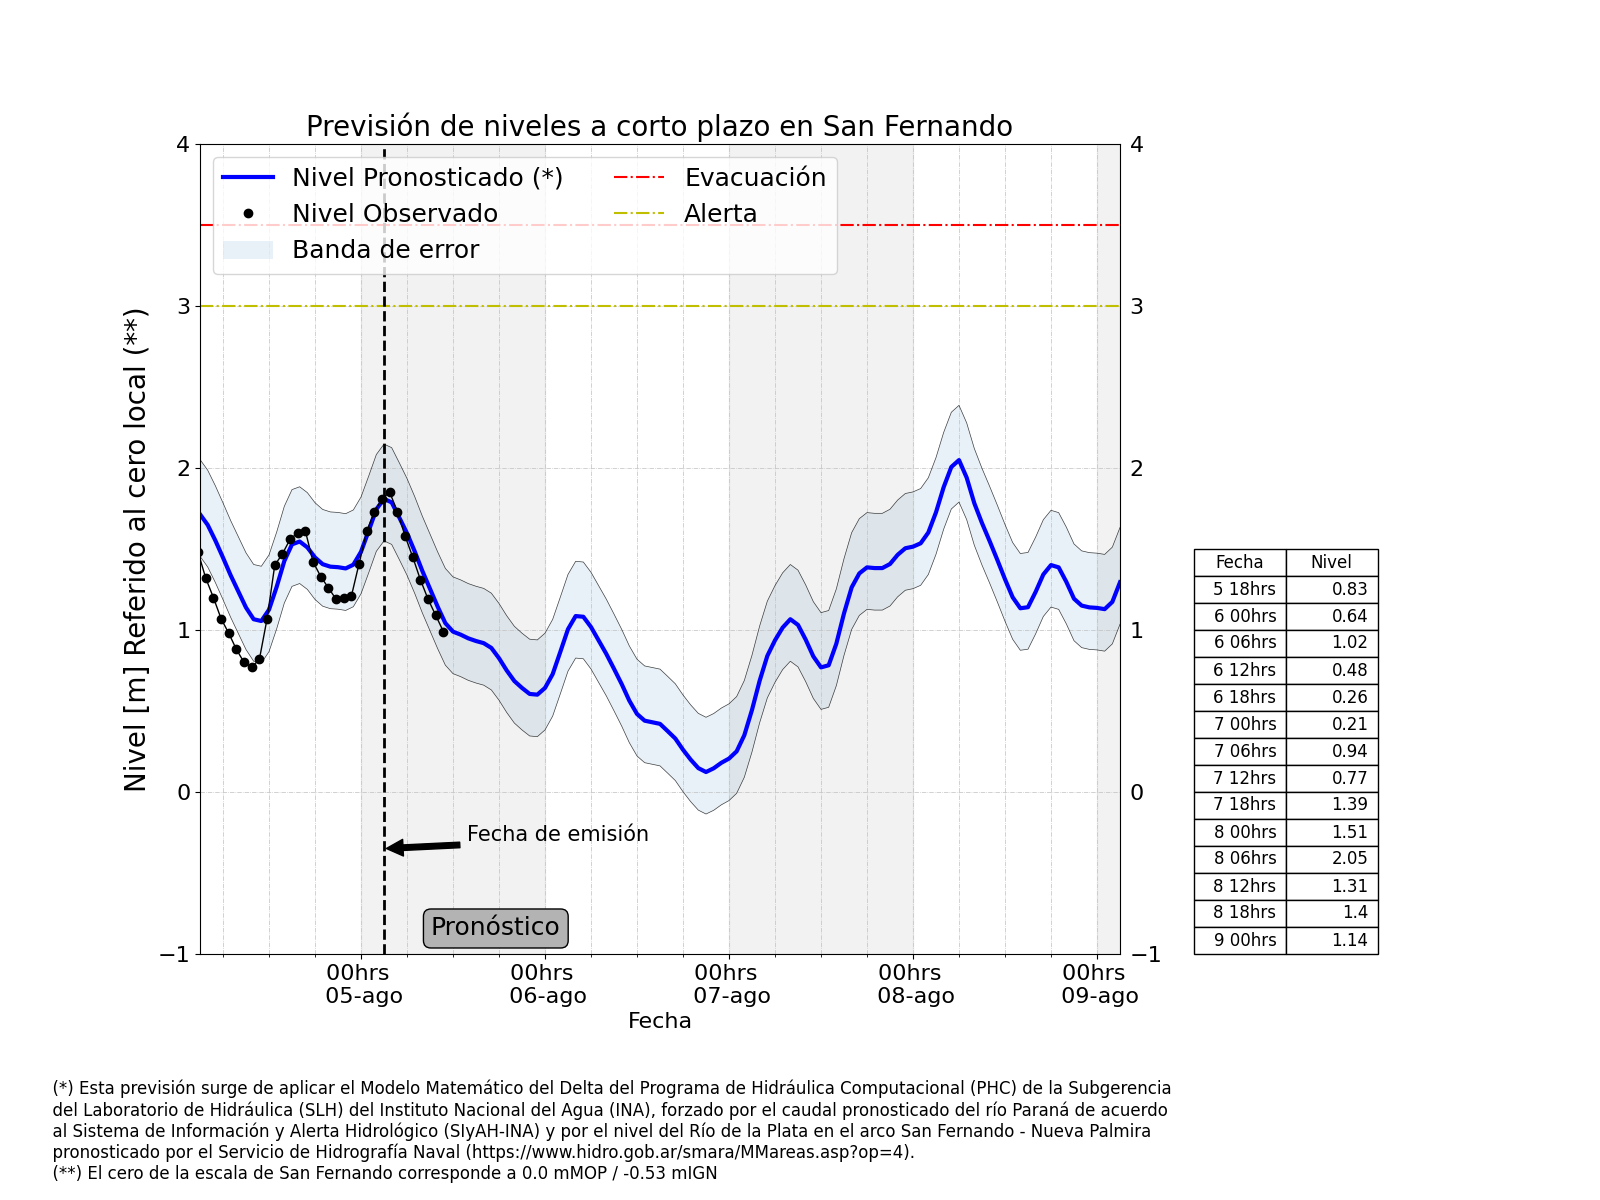 Previsión de niveles a corto plazo en San Fernando
Nivel Pronosticado (*)
Nivel Observado
Banda de error
Evacuación
Alerta
Nivel [m] Referido al cero local (**)
4
3
2
1
0
−1
4
3
2
1
0
−1
Fecha de emisión
Pronóstico
00hrs
05-ago
00hrs
06-ago
00hrs
07-ago
00hrs
08-ago
00hrs
09-ago
Fecha
Fecha Nivel
5 18hrs 0.83
6 00hrs 0.64
6 06hrs 1.02
6 12hrs 0.48
6 18hrs 0.26
7 00hrs 0.21
7 06hrs 0.94
7 12hrs 0.77
7 18hrs 1.39
8 00hrs 1.51
8 06hrs 2.05
8 12hrs 1.31
8 18hrs 1.4
9 00hrs 1.14
(*) Esta previsión surge de aplicar el Modelo Matemático del Delta del Programa de Hidráulica Computacional (PHC) de la Subgerencia
del Laboratorio de Hidráulica (SLH) del Instituto Nacional del Agua (INA), forzado por el caudal pronosticado del río Paraná de acuerdo
al Sistema de Información y Alerta Hidrológico (SIyAH-INA) y por el nivel del Río de la Plata en el arco San Fernando - Nueva Palmira
pronosticado por el Servicio de Hidrografía Naval (https://www.hidro.gob.ar/smara/MMareas.asp?op=4).
(**) El cero de la escala de San Fernando corresponde a 0.0 mMOP / -0.53 mIGN